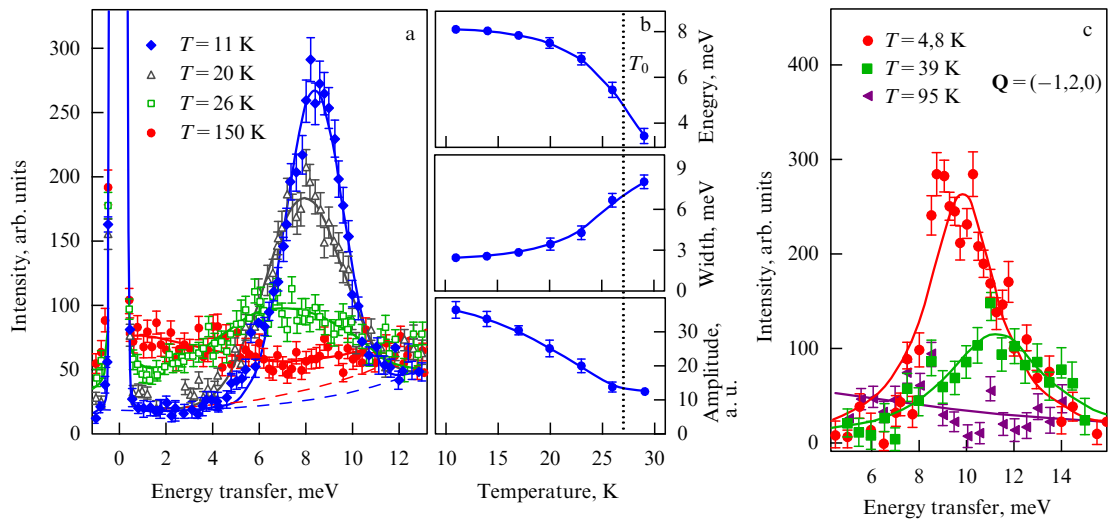 a
T = 11 K
T = 20 K
T = 26 K
T = 150 K
300
250
200
150
100
50
0
Intensity, arb. units
0 2 4 6 8 10 12
Energy transfer, meV
b
T0
8
6
4
Enegry, meV
9
6
3
0
Width, meV
30
20
10
0
Amplitude,
a. u.
10 15 20 25 30
Temperature, K
c
T = 4,8 K
T = 39 K
T = 95 K
Q = (−1,2,0)
400
300
200
100
0
Intensity, arb. units
6 8 10 12 14
Energy transfer, meV